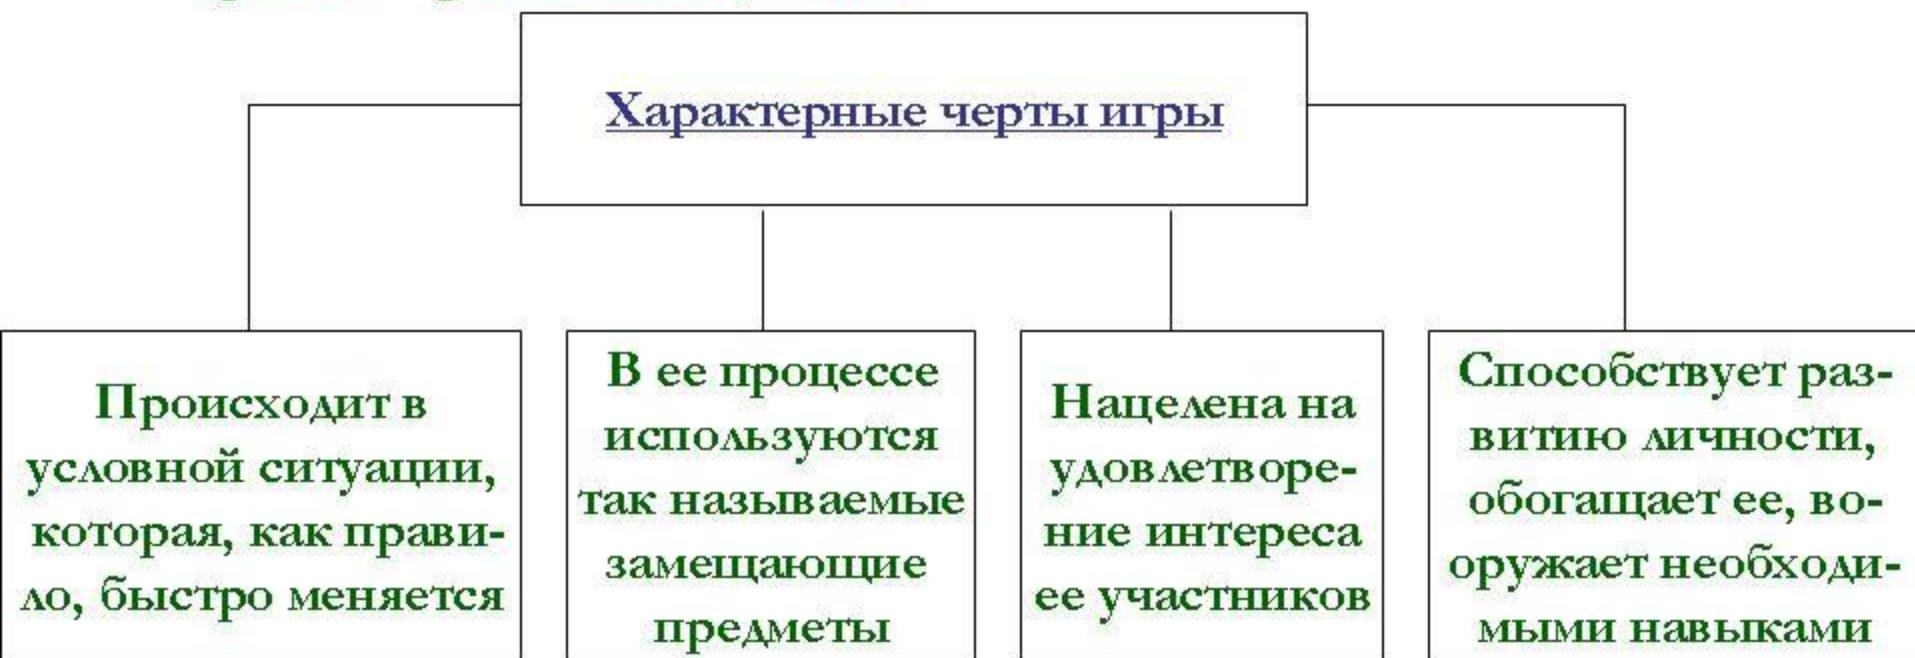 Характерные черты игры
Происходит в
условной ситуации,
которая, как прави-
ло, быстро меняется
В ее процессе
используются
так называемые
замещающие
предметы
Нацелена на
удовлетворе-
ние интереса
ее участников
Способствует раз-
витию личности,
обогащает ее, во-
оружает необходи-
мыми навыками